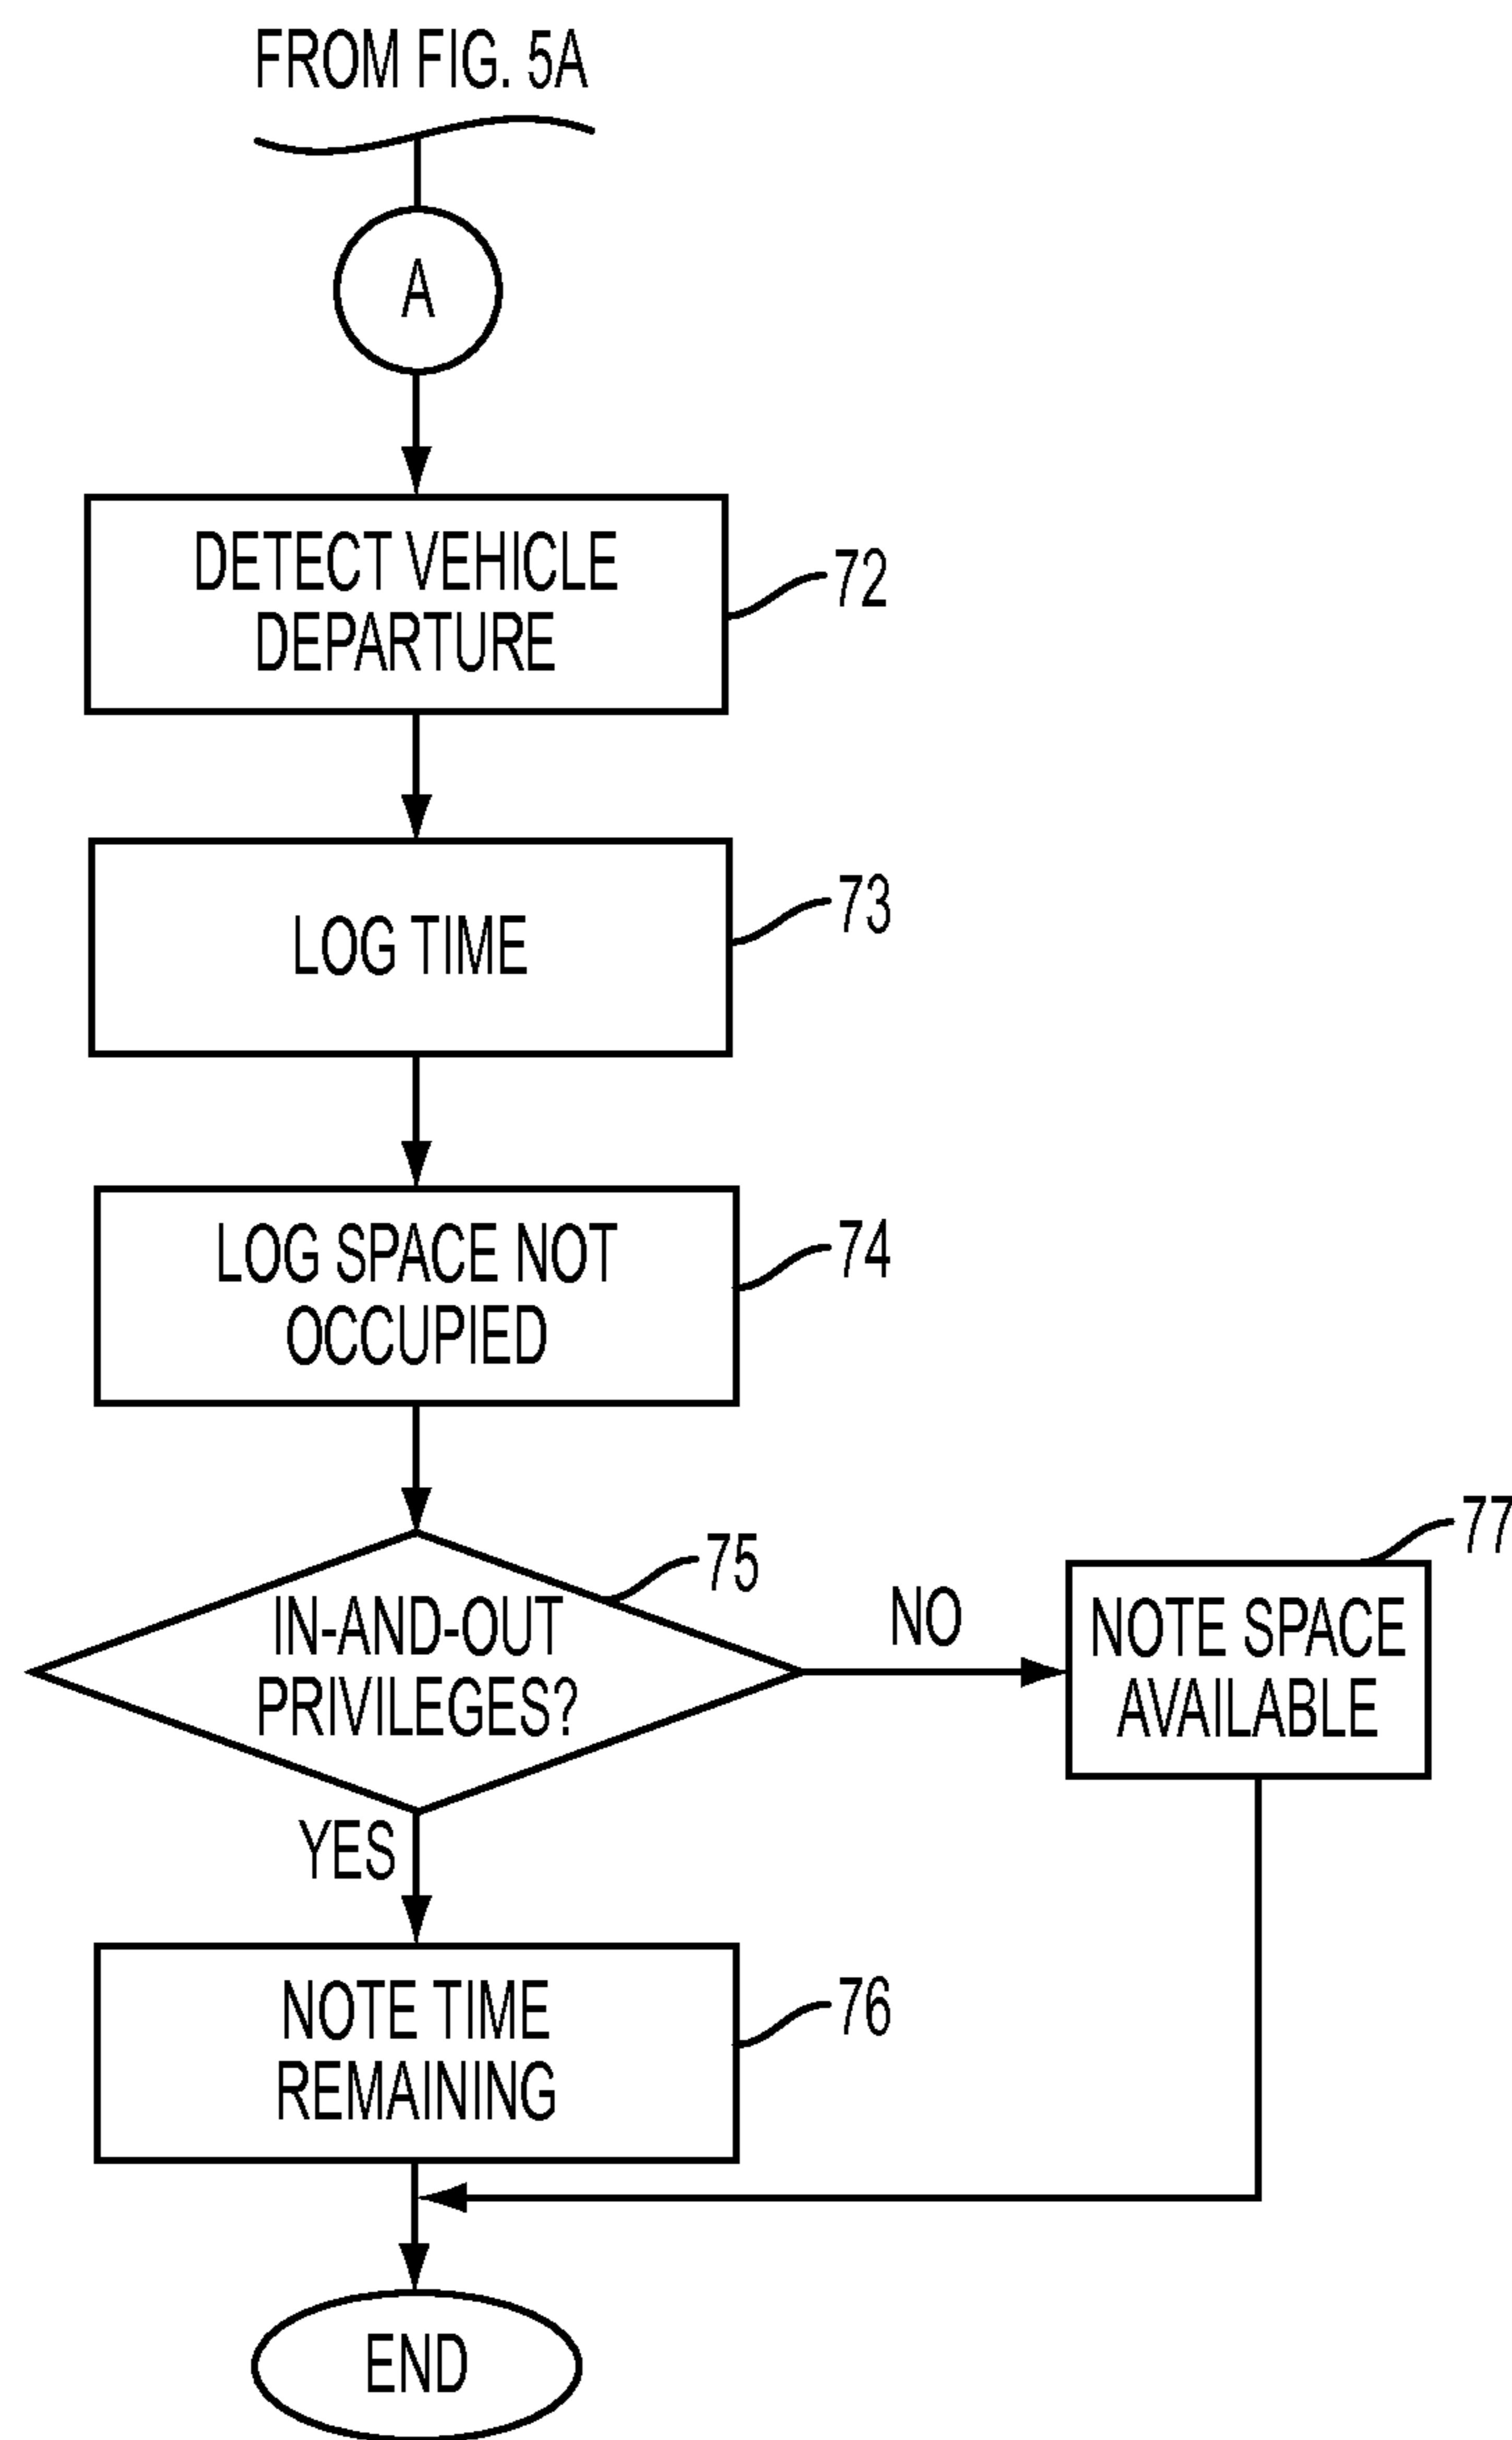 FROM FIG. 5A
A
DETECT VEHICLE
DEPARTURE
72
LOG TIME
73
LOG SPACE NOT
OCCUPIED
74
IN-AND-OUT
PRIVILEGES?
75
NO
NOTE SPACE
AVAILABLE
77
YES
NOTE TIME
REMAINING
76
END